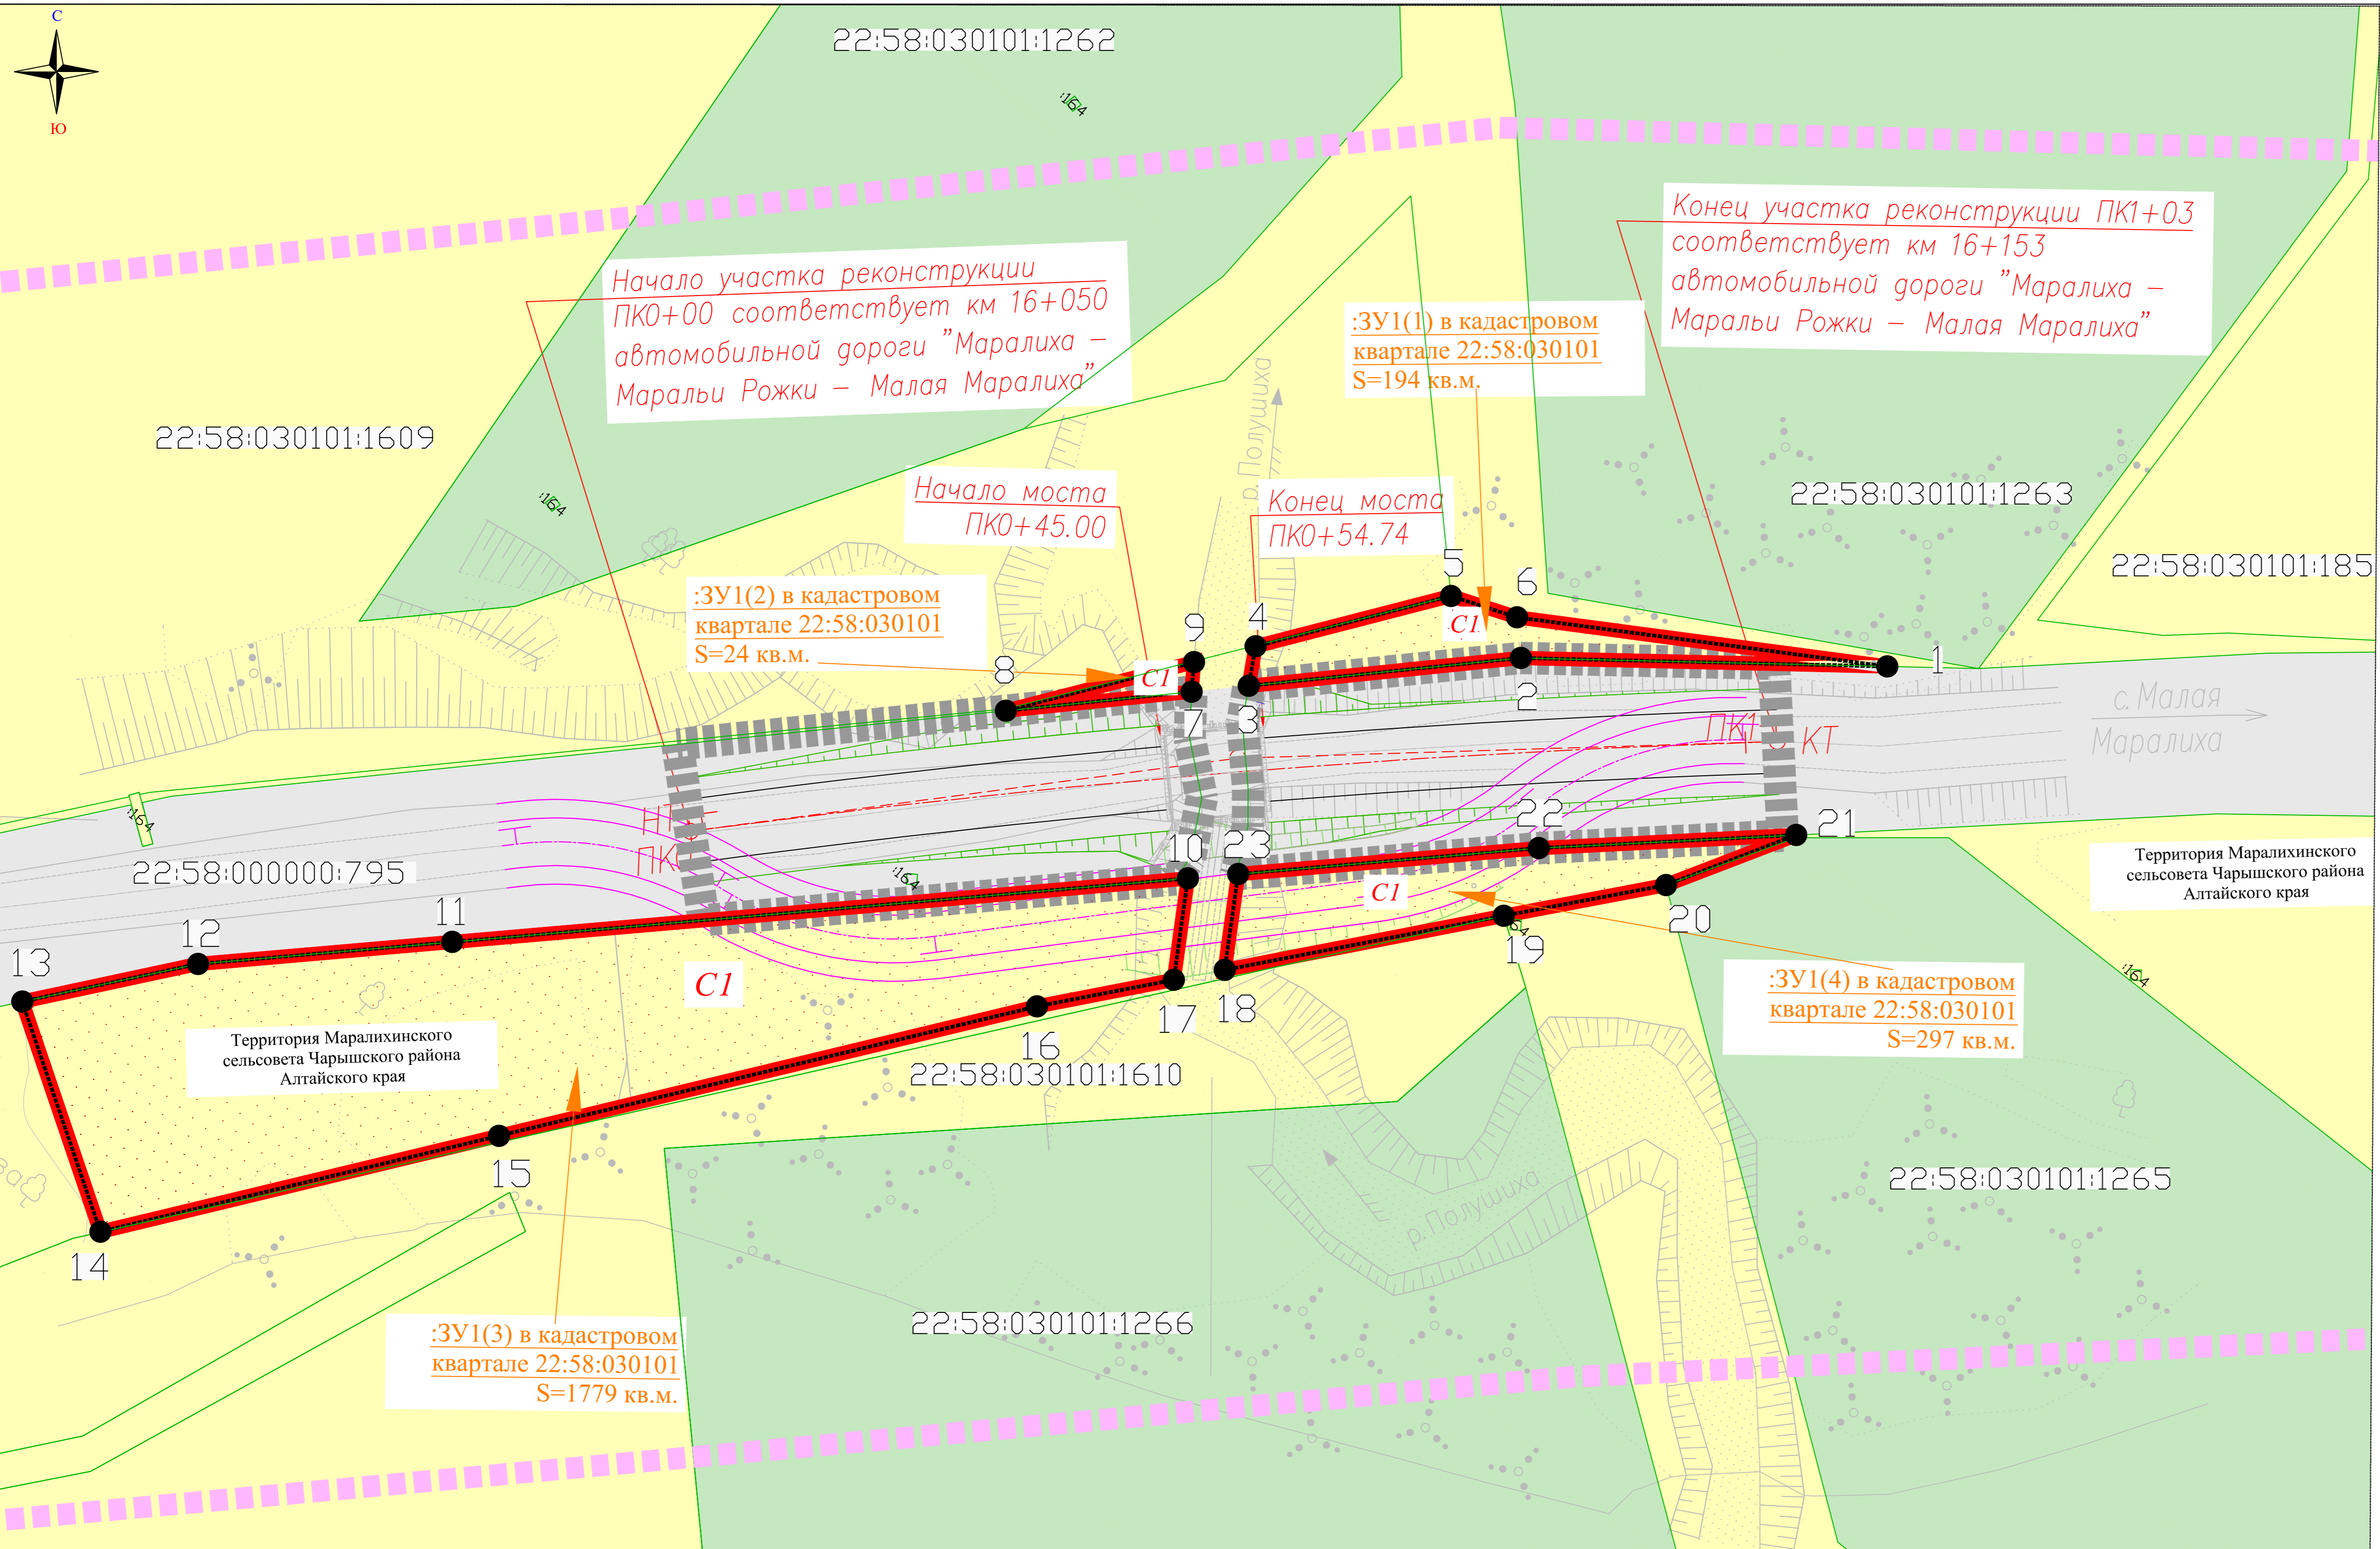 С
Ю
22:58:030101:1262
:164
Начало участка реконструкции
ПК0+00 соответствует км 16+050
автомобильной дороги "Маралиха –
Маральи Рожки – Малая Маралиха"
Конец участка реконструкции ПК1+03
соответствует км 16+153
автомобильной дороги "Маралиха –
Маральи Рожки – Малая Маралиха"
:ЗУ1(1) в кадастровом
квартале 22:58:030101
S=194 кв.м.
р.Полушиха
22:58:030101:1609
:164
Начало моста
ПК0+45.00
Конец моста
ПК0+54.74
22:58:030101:1263
22:58:030101:185
:ЗУ1(2) в кадастровом
квартале 22:58:030101
S=24 кв.м.
5
6
4
9
8
С1
С1
1
2
3
7
с.Малая
Маралиха
ПК1
КТ
:164
НТ
ПК0
22
21
10
23
22:58:000000:795
:164
С1
Территория Маралихинского
сельсовета Чарышского района
Алтайского края
11
12
13
20
19
:164
С1
17
18
16
:ЗУ1(4) в кадастровом
квартале 22:58:030101
S=297 кв.м.
Территория Маралихинского
сельсовета Чарышского района
Алтайского края
22:58:030101:1610
15
14
22:58:030101:1265
р.Полушиха
22:58:030101:1266
:ЗУ1(3) в кадастровом
квартале 22:58:030101
S=1779 кв.м.